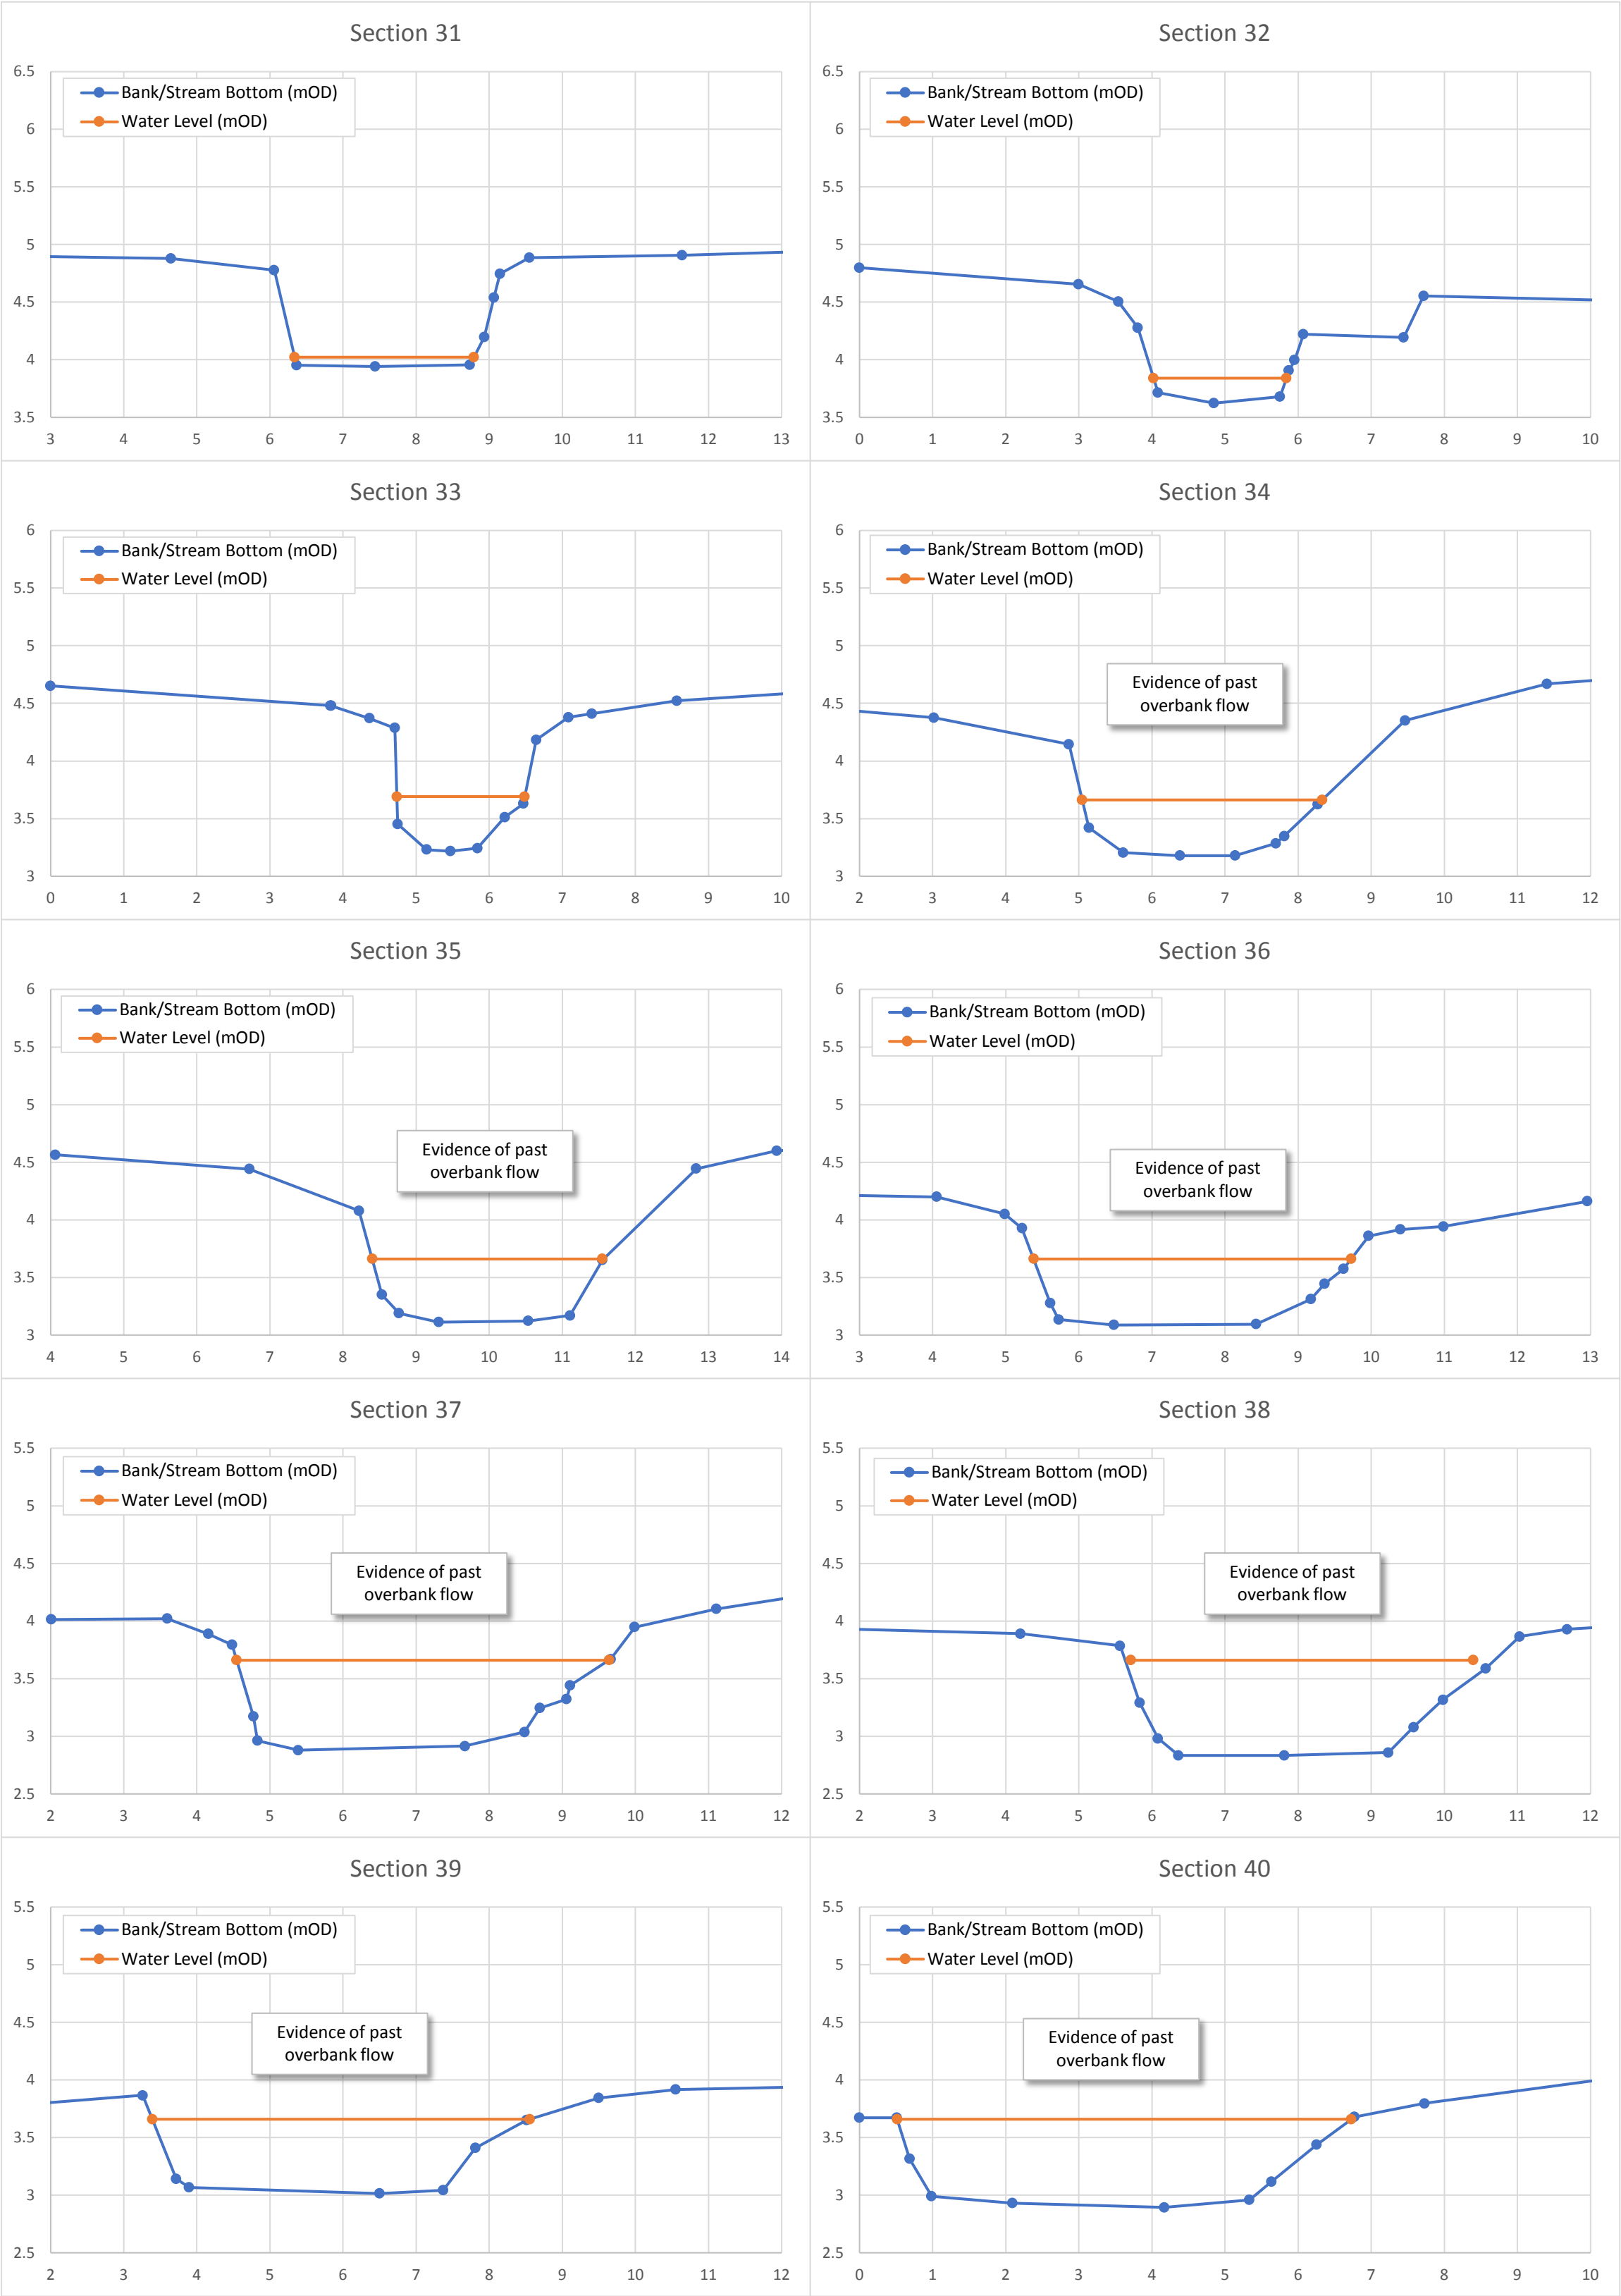 Section 31
6.5
6
5.5
5
4.5
4
3.5
Bank/Stream Bottom (mOD)
Water Level (mOD)
3 4 5 6 7 8 9 10 11 12 13
Section 32
6.5
6
5.5
5
4.5
4
3.5
Bank/Stream Bottom (mOD)
Water Level (mOD)
0 1 2 3 4 5 6 7 8 9 10
Section 33
6
5.5
5
4.5
4
3.5
3
Bank/Stream Bottom (mOD)
Water Level (mOD)
0 1 2 3 4 5 6 7 8 9 10
Section 34
6
5.5
5
4.5
4
3.5
3
Bank/Stream Bottom (mOD)
Water Level (mOD)
Evidence of past
overbank flow
2 3 4 5 6 7 8 9 10 11 12
Section 35
6
5.5
5
4.5
4
3.5
3
Bank/Stream Bottom (mOD)
Water Level (mOD)
Evidence of past
overbank flow
4 5 6 7 8 9 10 11 12 13 14
Section 36
6
5.5
5
4.5
4
3.5
3
Bank/Stream Bottom (mOD)
Water Level (mOD)
Evidence of past
overbank flow
3 4 5 6 7 8 9 10 11 12 13
Section 37
5.5
5
4.5
4
3.5
3
2.5
Bank/Stream Bottom (mOD)
Water Level (mOD)
Evidence of past
overbank flow
2 3 4 5 6 7 8 9 10 11 12
Section 38
5.5
5
4.5
4
3.5
3
2.5
Bank/Stream Bottom (mOD)
Water Level (mOD)
Evidence of past
overbank flow
2 3 4 5 6 7 8 9 10 11 12
Section 39
5.5
5
4.5
4
3.5
3
2.5
Bank/Stream Bottom (mOD)
Water Level (mOD)
Evidence of past
overbank flow
2 3 4 5 6 7 8 9 10 11 12
Section 40
5.5
5
4.5
4
3.5
3
2.5
Bank/Stream Bottom (mOD)
Water Level (mOD)
Evidence of past
overbank flow
0 1 2 3 4 5 6 7 8 9 10